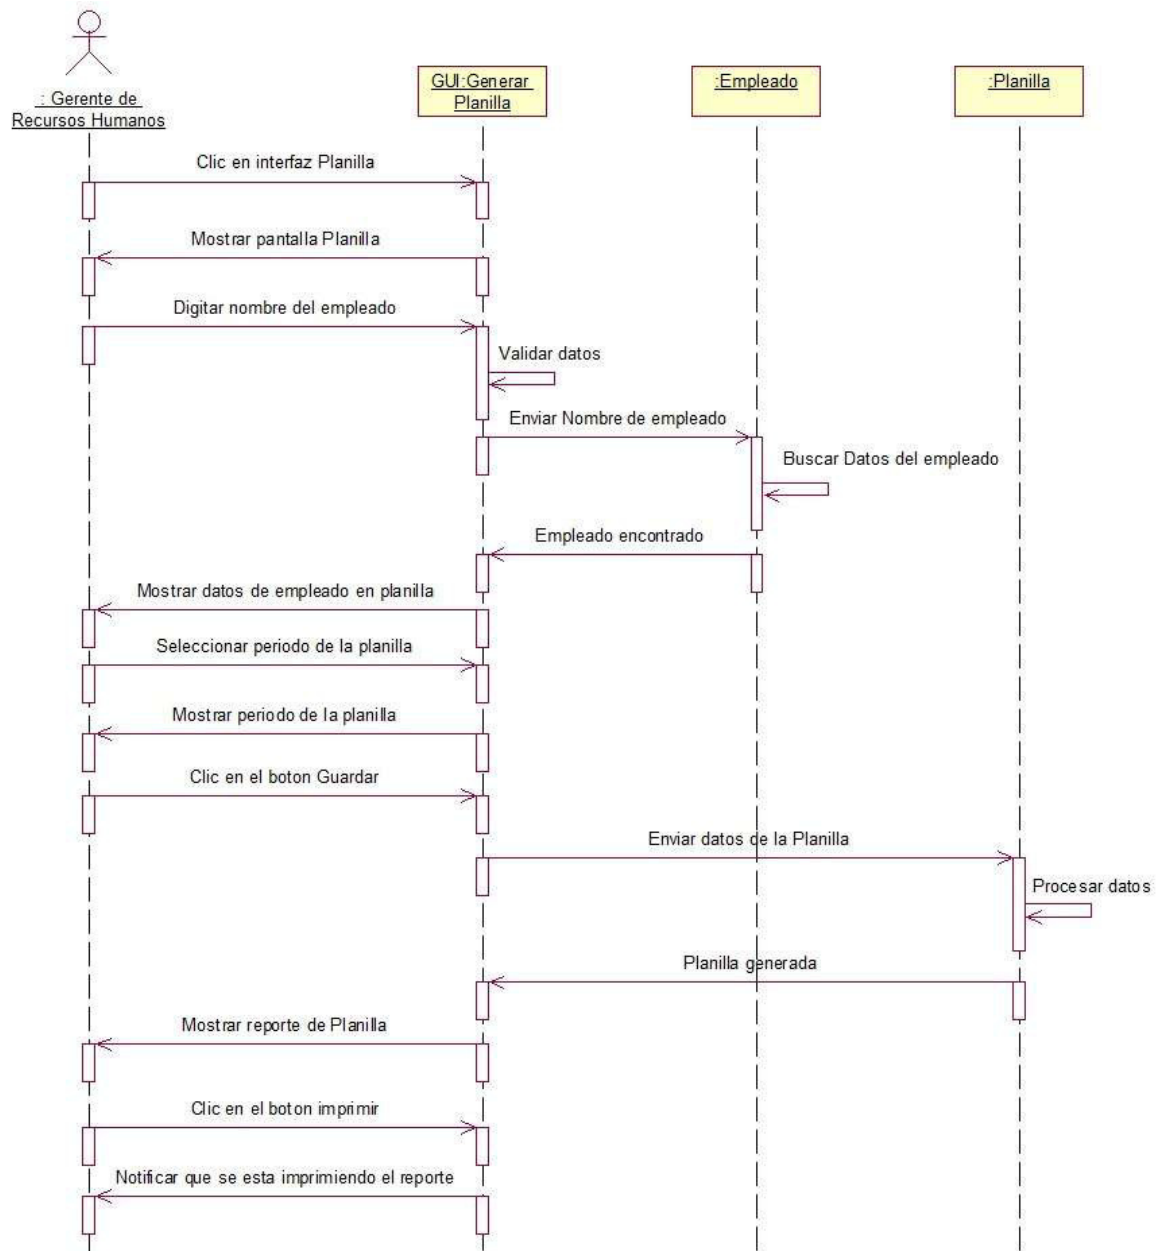 : Gerente de
Recursos Humanos
GUI:Generar
Planilla
:Empleado
:Planilla
Clic en interfaz Planilla
Mostrar pantalla Planilla
Digitar nombre del empleado
Validar datos
Enviar Nombre de empleado
Buscar Datos del empleado
Empleado encontrado
Mostrar datos de empleado en planilla
Seleccionar periodo de la planilla
Mostrar periodo de la planilla
Clic en el boton Guardar
Enviar datos de la Planilla
Procesar datos
Planilla generada
Mostrar reporte de Planilla
Clic en el boton imprimir
Notificar que se esta imprimiendo el reporte